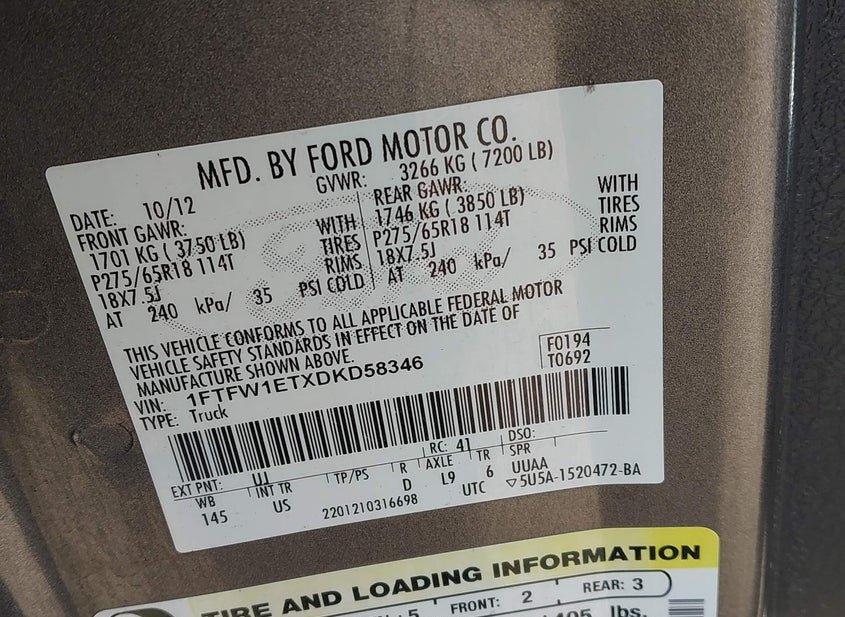 MFD. BY FORD MOTOR CO.
DATE: 10/12
GVWR: 3266 KG ( 7200 LB)
FRONT GAWR:
1701 KG ( 3750 LB) WITH
P275/65R18 114T TIRES
18X7.5J RIMS
AT 240 kPa/ 35 PSI COLD
REAR GAWR:
1746 KG ( 3850 LB) WITH
P275/65R18 114T TIRES
18X7.5J RIMS
AT 240 kPa/ 35 PSI COLD
THIS VEHICLE CONFORMS TO ALL APPLICABLE FEDERAL MOTOR
VEHICLE SAFETY STANDARDS IN EFFECT ON THE DATE OF
MANUFACTURE SHOWN ABOVE.
VIN: 1FTFW1ETXDKD58346
TYPE: Truck
F0194
T0692
EXT PNT: UJ RC: 41 DSO:
WB INT TR TP/PS R AXLE TR SPR
145 US D L9 6 UUAA
2201210316698 UTC ▽5U5A-1520472-BA
TIRE AND LOADING INFORMATION
5 FRONT: 2 REAR: 3
lbs.